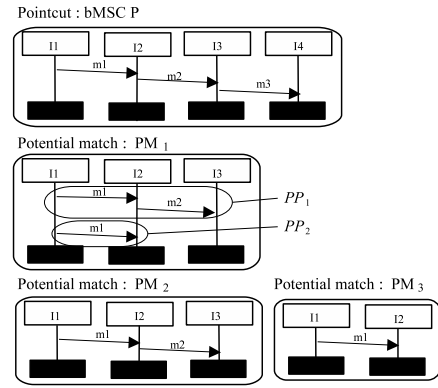 Pointcut : bMSC P
I1 I2 I3 I4
m1
m2
m3
Potential match : PM 1
I1 I2 I3
m1
m2
PP1
m1
PP2
Potential match : PM 2
Potential match : PM 3
I1 I2 I3
I1 I2
m1
m2
m1